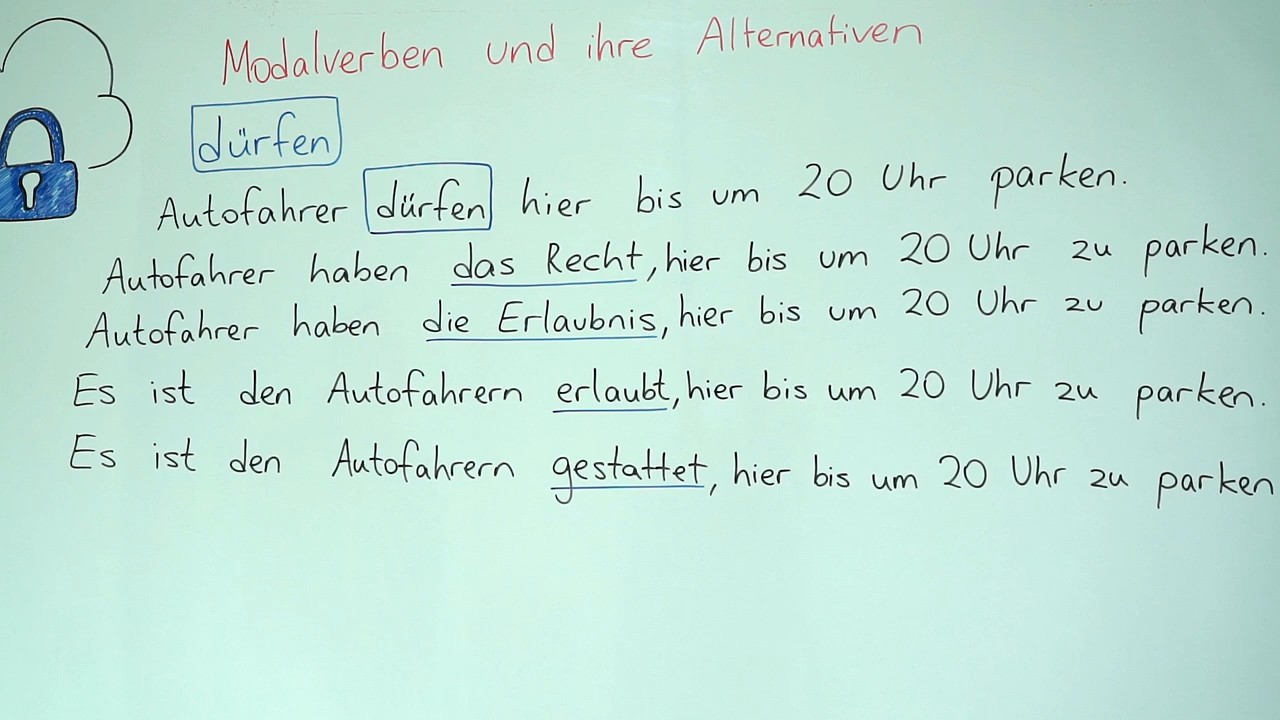 Modalverben und ihre Alternativen
dürfen
Autofahrer dürfen hier bis um 20 Uhr parken.
Autofahrer haben das Recht, hier bis um 20 Uhr zu parken.
Autofahrer haben die Erlaubnis, hier bis um 20 Uhr zu parken.
Es ist den Autofahrern erlaubt, hier bis um 20 Uhr zu parken.
Es ist den Autofahrern gestattet, hier bis um 20 Uhr zu parken